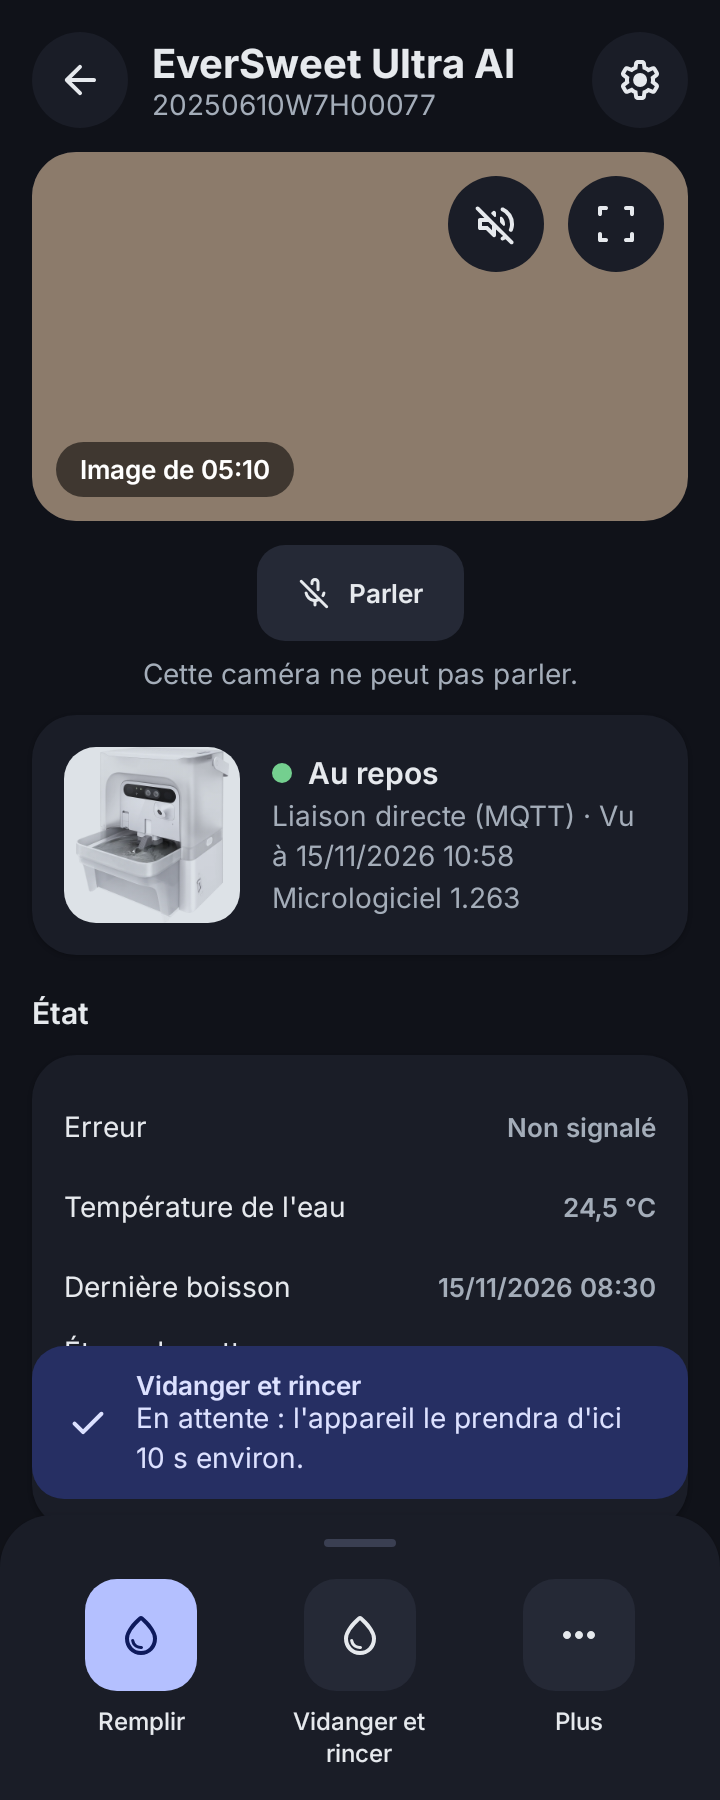 EverSweet Ultra AI
20250610W7H00077
Image de 05:10
Parler
Cette caméra ne peut pas parler.
Au repos
Liaison directe (MQTT) · Vu
à 15/11/2026 10:58
Micrologiciel 1.263
État
Erreur
Non signalé
Température de l'eau
24,5 °C
Dernière boisson
15/11/2026 08:30
Vidanger et rincer
En attente : l'appareil le prendra d'ici
10 s environ.
Remplir
Vidanger et
rincer
Plus